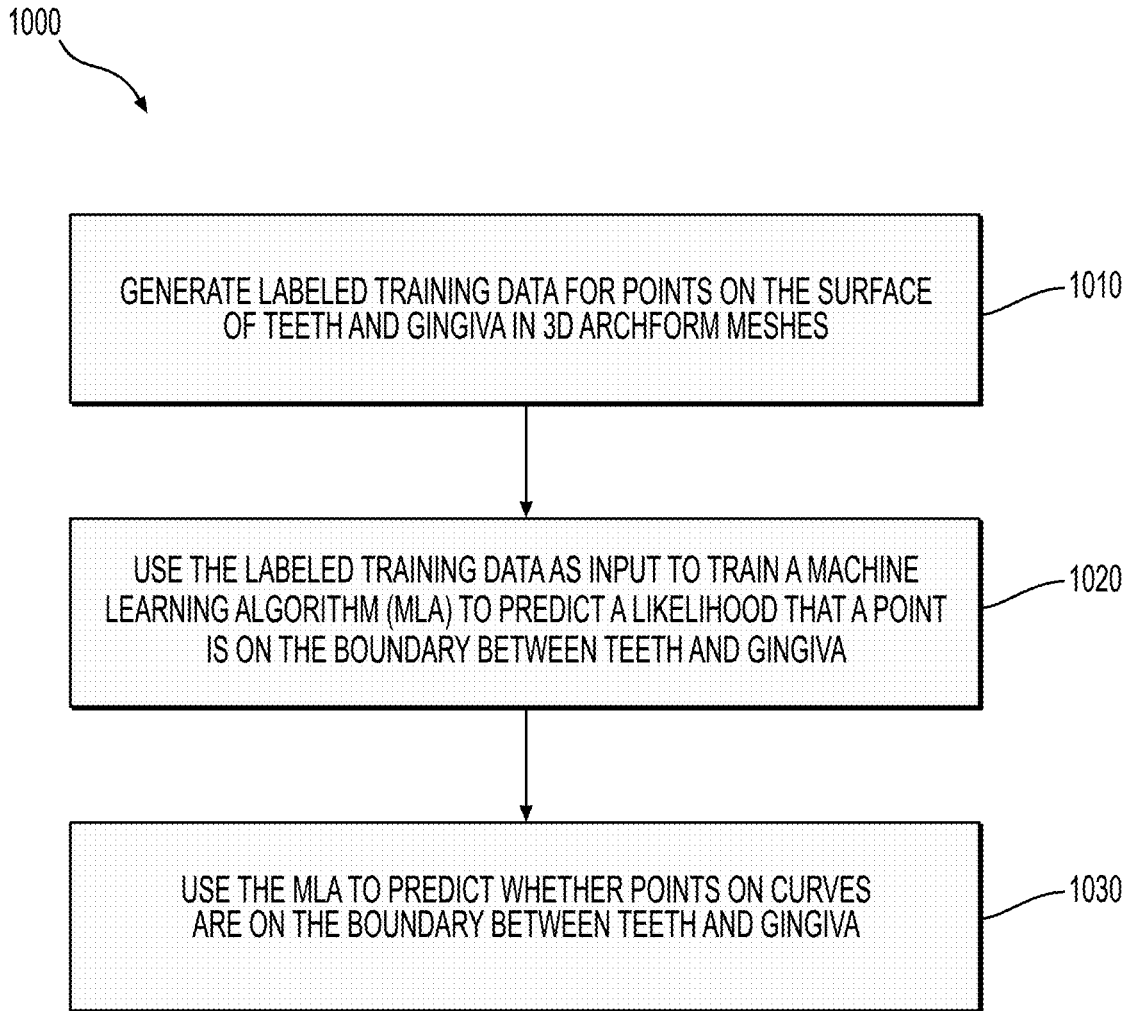 1000
GENERATE LABELED TRAINING DATA FOR POINTS ON THE SURFACE
OF TEETH AND GINGIVA IN 3D ARCHFORM MESHES
1010
USE THE LABELED TRAINING DATA AS INPUT TO TRAIN A MACHINE
LEARNING ALGORITHM (MLA) TO PREDICT A LIKELIHOOD THAT A POINT
IS ON THE BOUNDARY BETWEEN TEETH AND GINGIVA
1020
USE THE MLA TO PREDICT WHETHER POINTS ON CURVES
ARE ON THE BOUNDARY BETWEEN TEETH AND GINGIVA
1030